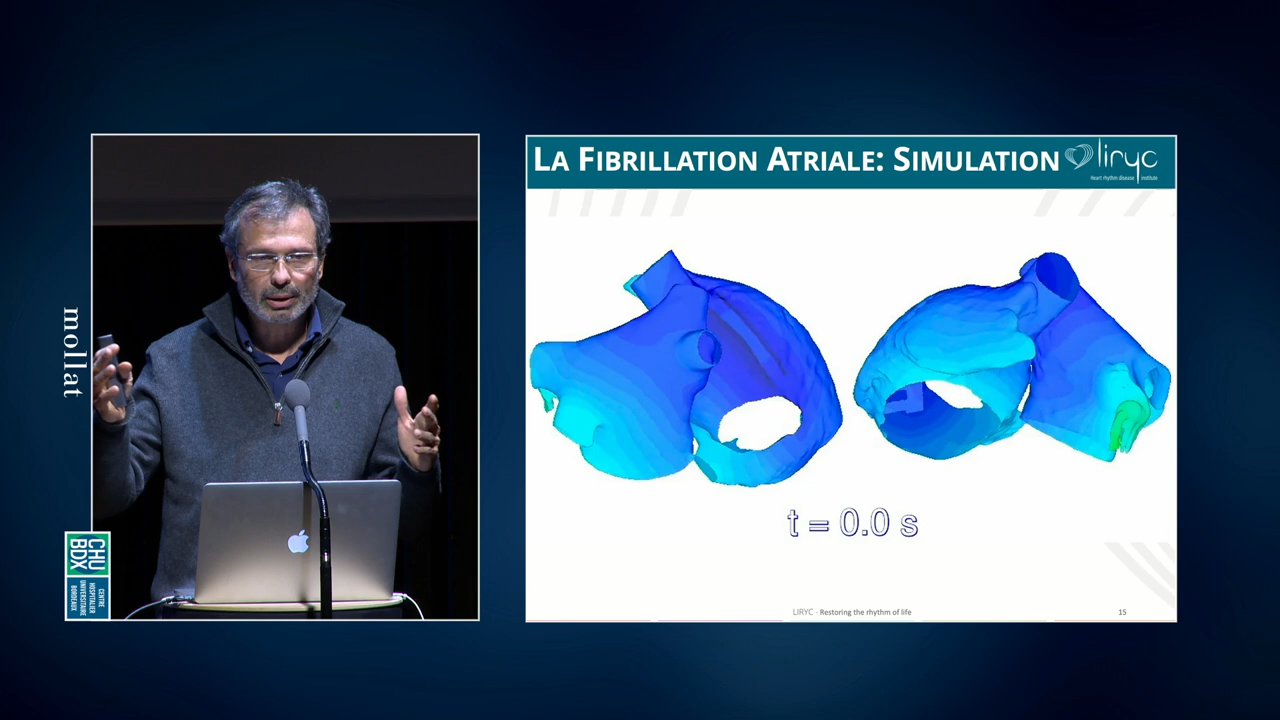 mollat
CHU
BDX
CENTRE
HOSPITALIER
UNIVERSITAIRE
BORDEAUX
LA FIBRILLATION ATRIALE: SIMULATION
liryc
Heart rhythm disease institute
t = 0.0 s
LIRYC - Restoring the rhythm of life
15